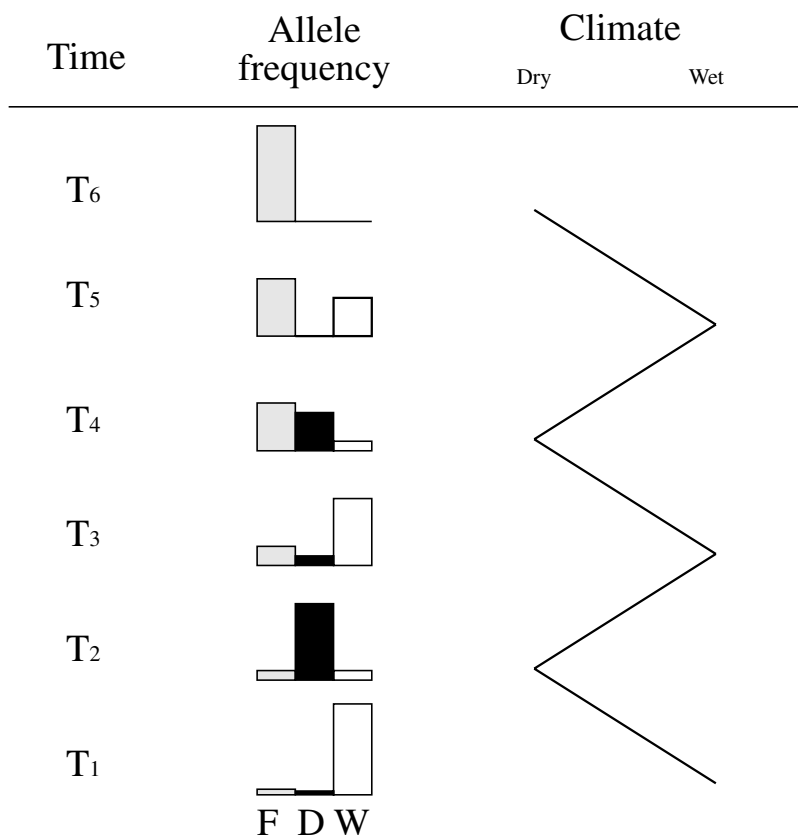 Time
Allele
frequency
Climate
Dry
Wet
T6
T5
T4
T3
T2
T1
F D W